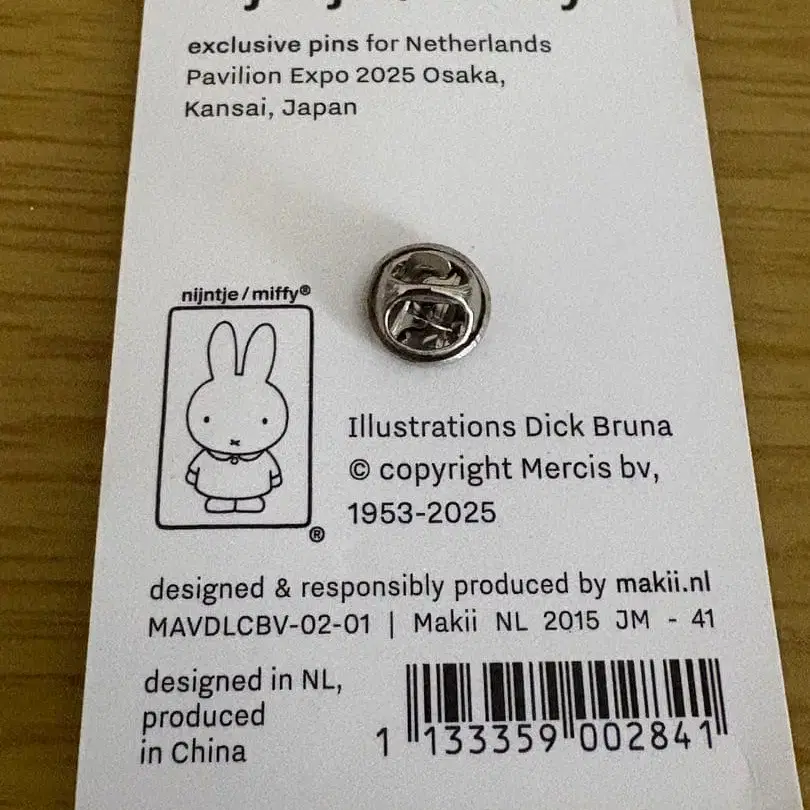 exclusive pins for Netherlands
Pavilion Expo 2025 Osaka,
Kansai, Japan
nijntje / miffy®
®
Illustrations Dick Bruna
© copyright Mercis bv,
1953-2025
designed & responsibly produced by makii.nl
MAVDLCBV-02-01 | Makii NL 2015 JM - 41
designed in NL,
produced
in China
1 133359 002841